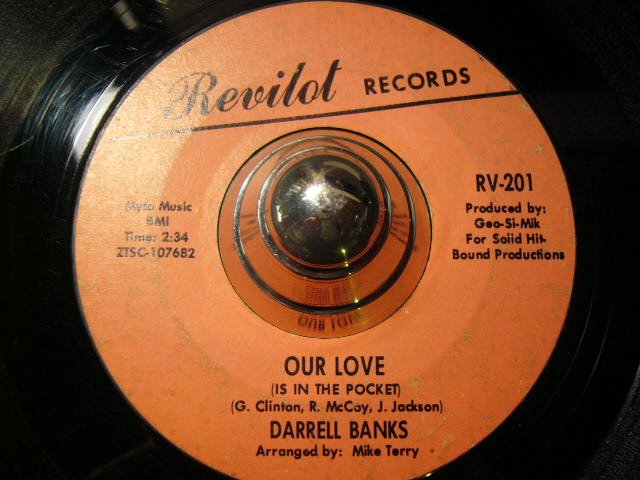 Revilot RECORDS
RV-201
Myto Music
BMI
Time: 2:34
ZTSC-107682
Produced by:
Geo-Si-Mik
For Solid Hit-
Bound Productions
OUR LOVE
(IS IN THE POCKET)
(G. Clinton, R. McCoy, J. Jackson)
DARRELL BANKS
Arranged by: Mike Terry